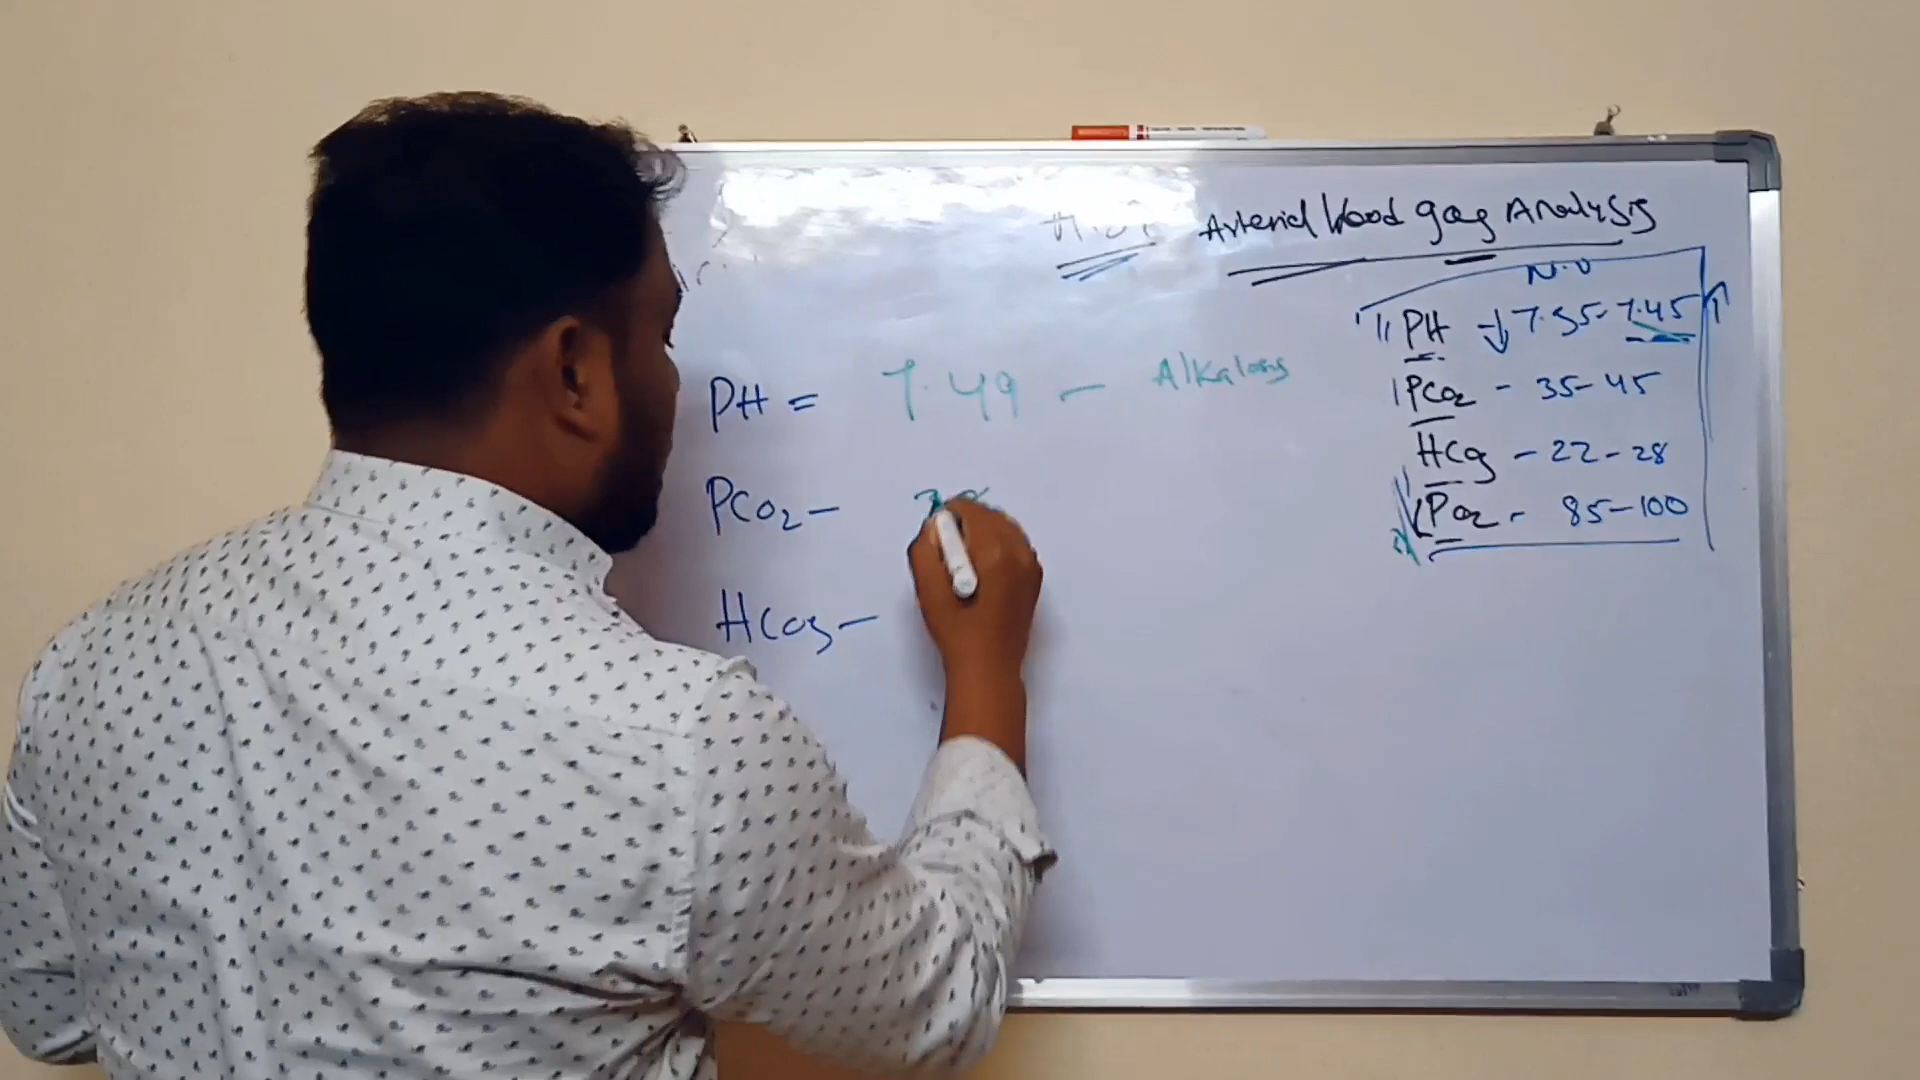 Arterial blood gas Analysis
N.V
PH 7.35-7.45
PCO2 - 35-45
HCO3 - 22-28
PO2 - 85-100
PH = 7.49 - Alkalosis
PCO2 -
HCO3 -